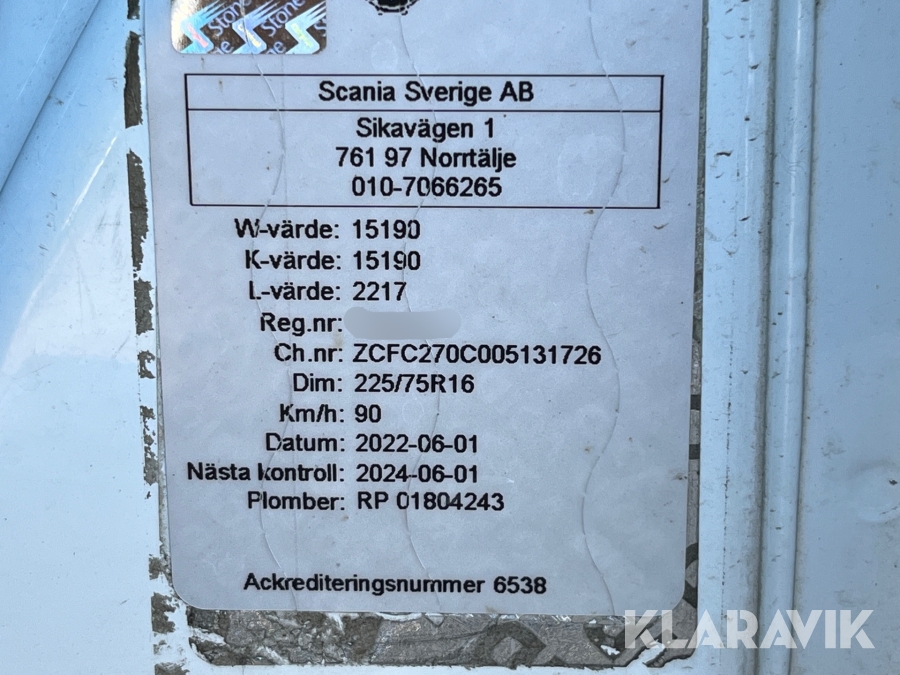 Stone Stone
Scania Sverige AB
Sikavägen 1
761 97 Norrtälje
010-7066265
W-värde: 15190
K-värde: 15190
L-värde: 2217
Reg.nr:
Ch.nr: ZCFC270C005131726
Dim: 225/75R16
Km/h: 90
Datum: 2022-06-01
Nästa kontroll: 2024-06-01
Plomber: RP 01804243
Ackrediteringsnummer 6538
KLARAVIK